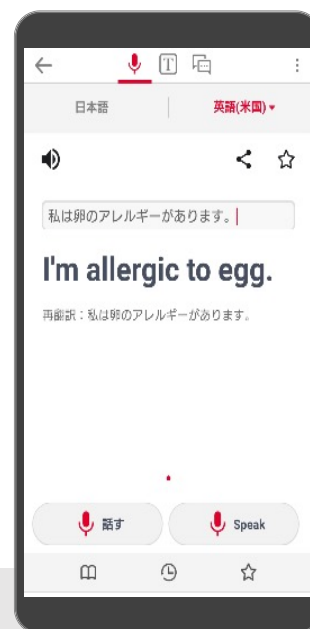 T
日本語 英語(米国)
私は卵のアレルギーがあります。
I'm allergic to egg.
再翻訳：私は卵のアレルギーがあります。
話す Speak